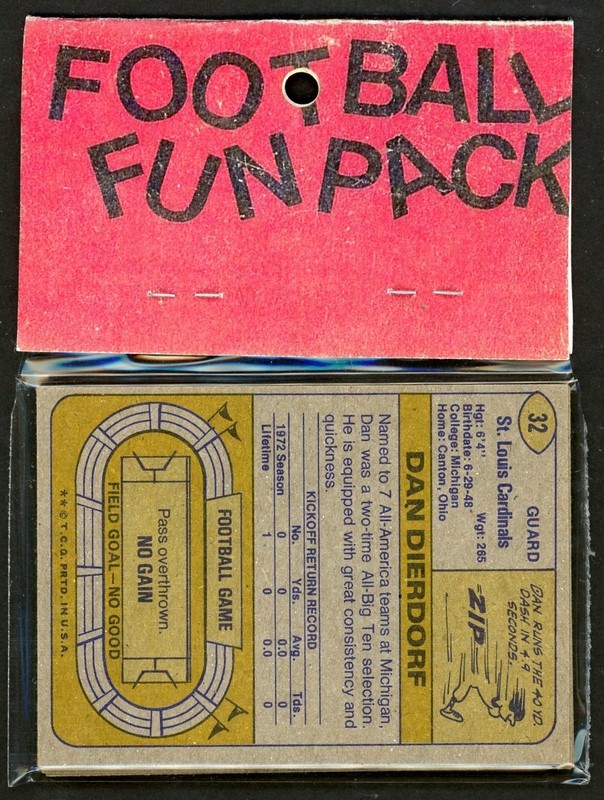 FOOTBALL
FUN PACK
32
GUARD
St. Louis Cardinals
Hgt: 6'4" Wgt: 265
Birthdate: 6-29-48
College: Michigan
Home: Canton, Ohio
DAN RUNS THE 40 YD.
DASH IN 4.9
SECONDS.
ZIP
DAN DIERDORF
Named to 7 All-America teams at Michigan,
Dan was a two-time All-Big Ten selection.
He is equipped with great consistency and
quickness.
KICKOFF RETURN RECORD
No. Yds. Avg. Tds.
1972 Season 0 0 0.0 0
Lifetime 1 0 0.0 0
FOOTBALL GAME
Pass overthrown.
NO GAIN
FIELD GOAL—NO GOOD
**© T.C.G. PRTD. IN U.S.A.